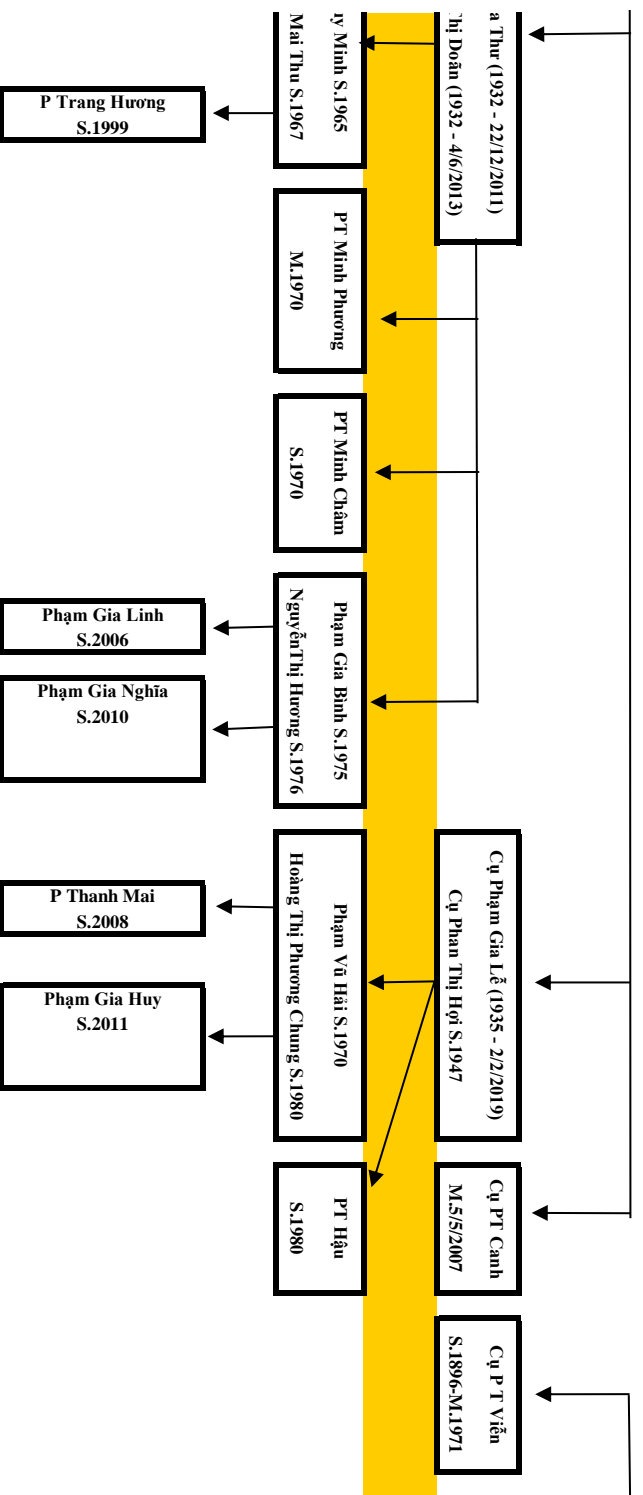 a Thư (1932 - 22/12/2011)
hị Doãn (1932 - 4/6/2013)
Cụ Phạm Gia Lễ (1935 - 2/2/2019)
Cụ Phan Thị Hợi S.1947
Cụ PT Canh
M.5/5/2007
Cụ P T Viễn
S.1896-M.1971
Minh S.1965
Mai Thu S.1967
PT Minh Phương
M.1970
PT Minh Châm
S.1970
Phạm Gia Bình S.1975
NguyễnThị Hương S.1976
Phạm Vũ Hải S.1970
Hoàng Thị Phương Chung S.1980
PT Hậu
S.1980
P Trang Hương
S.1999
Phạm Gia Linh
S.2006
Phạm Gia Nghĩa
S.2010
P Thanh Mai
S.2008
Phạm Gia Huy
S.2011